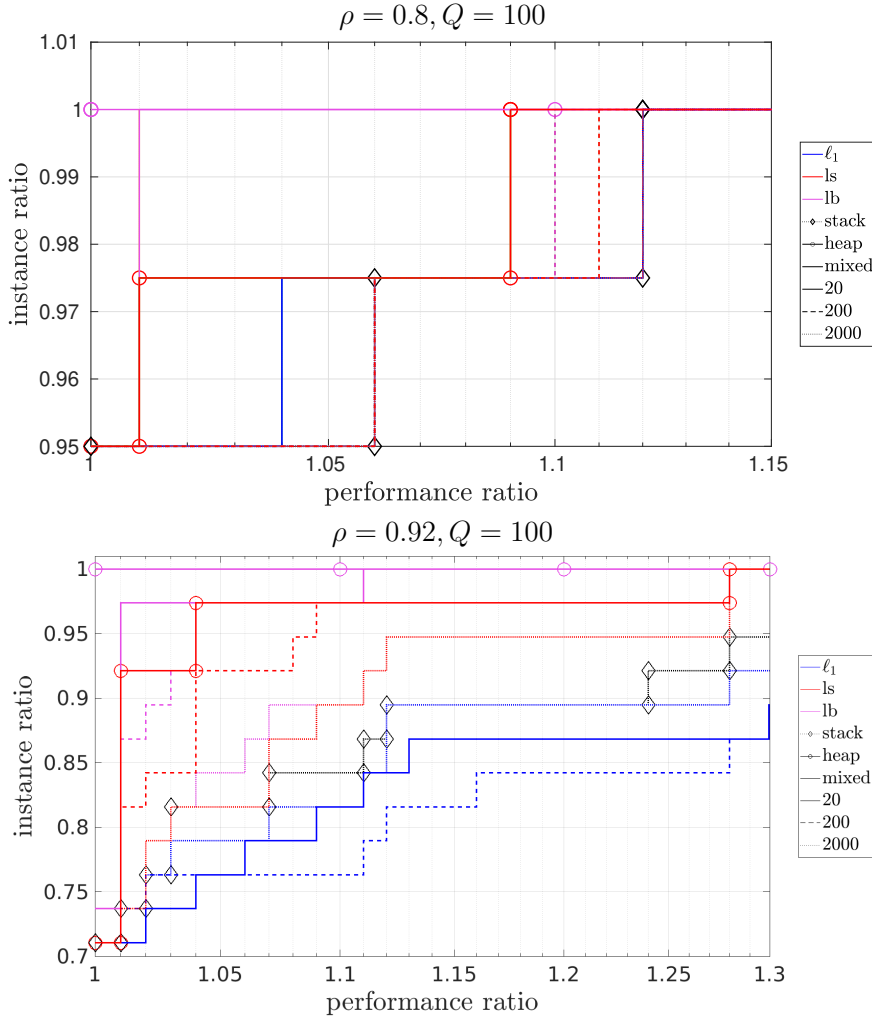 ρ = 0.8, Q = 100
1.01
1
0.99
0.98
0.97
0.96
0.95
instance ratio
1
1.05
1.1
1.15
performance ratio
ℓ₁
ls
lb
stack
heap
mixed
20
200
2000
ρ = 0.92, Q = 100
1
0.95
0.9
0.85
0.8
0.75
0.7
instance ratio
1
1.05
1.1
1.15
1.2
1.25
1.3
performance ratio
ℓ₁
ls
lb
stack
heap
mixed
20
200
2000